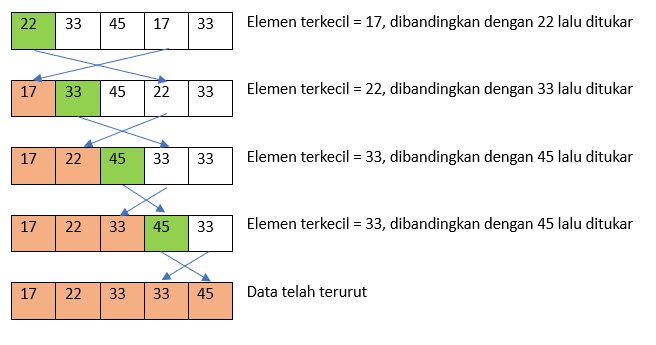 22 33 45 17 33 Elemen terkecil = 17, dibandingkan dengan 22 lalu ditukar
17 33 45 22 33 Elemen terkecil = 22, dibandingkan dengan 33 lalu ditukar
17 22 45 33 33 Elemen terkecil = 33, dibandingkan dengan 45 lalu ditukar
17 22 33 45 33 Elemen terkecil = 33, dibandingkan dengan 45 lalu ditukar
17 22 33 33 45 Data telah terurut